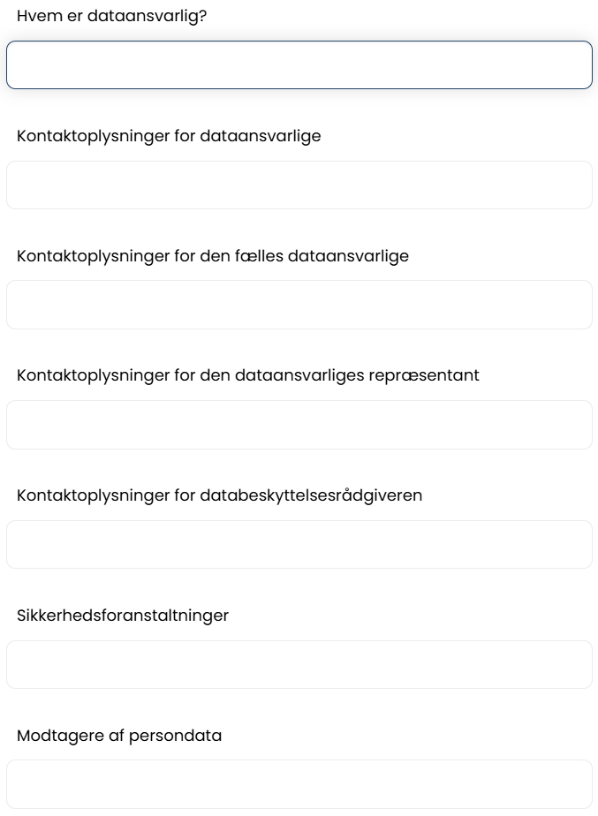 Hvem er dataansvarlig?
Kontaktoplysninger for dataansvarlige
Kontaktoplysninger for den fælles dataansvarlige
Kontaktoplysninger for den dataansvarliges repræsentant
Kontaktoplysninger for databeskyttelsesrådgiveren
Sikkerhedsforanstaltninger
Modtagere af persondata